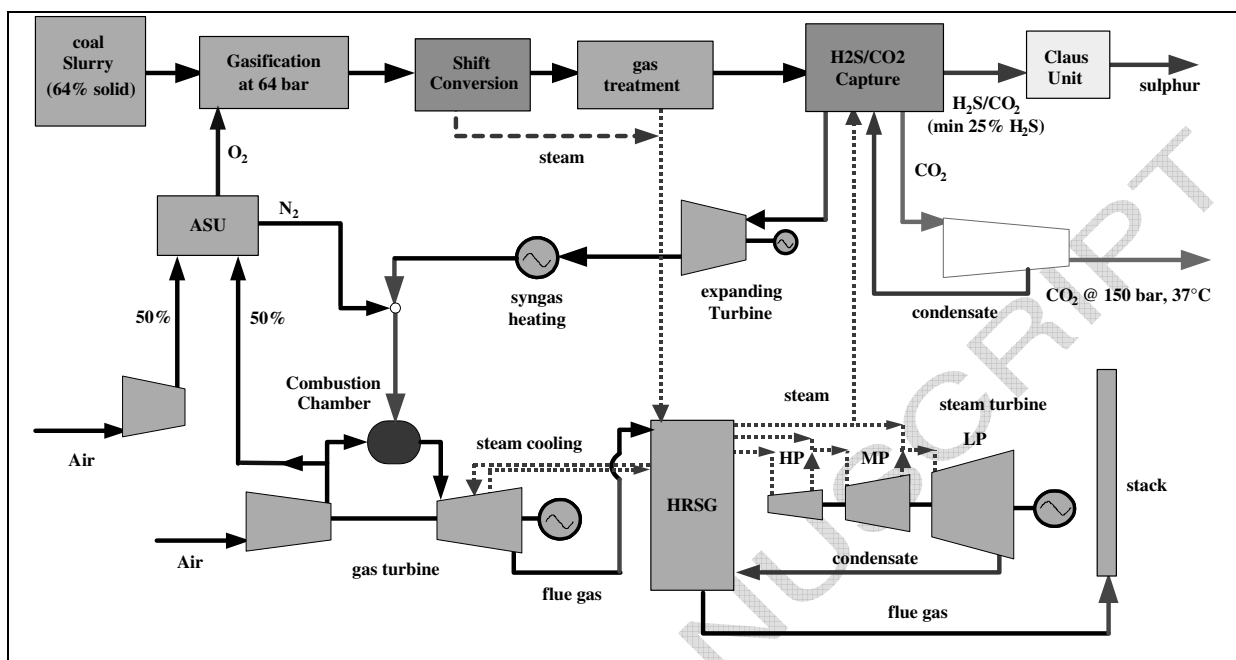 coal
Slurry
(64% solid)
Gasification
at 64 bar
Shift
Conversion
gas
treatment
H2S/CO2
Capture
Claus
Unit
sulphur
H₂S/CO₂
(min 25% H₂S)
steam
O₂
CO₂
ASU
N₂
50%
50%
syngas
heating
expanding
Turbine
condensate
CO₂ @ 150 bar, 37°C
Combustion
Chamber
Air
steam cooling
steam
steam turbine
HP
MP
LP
HRSG
stack
Air
gas turbine
flue gas
condensate
flue gas
NUSCRIPT